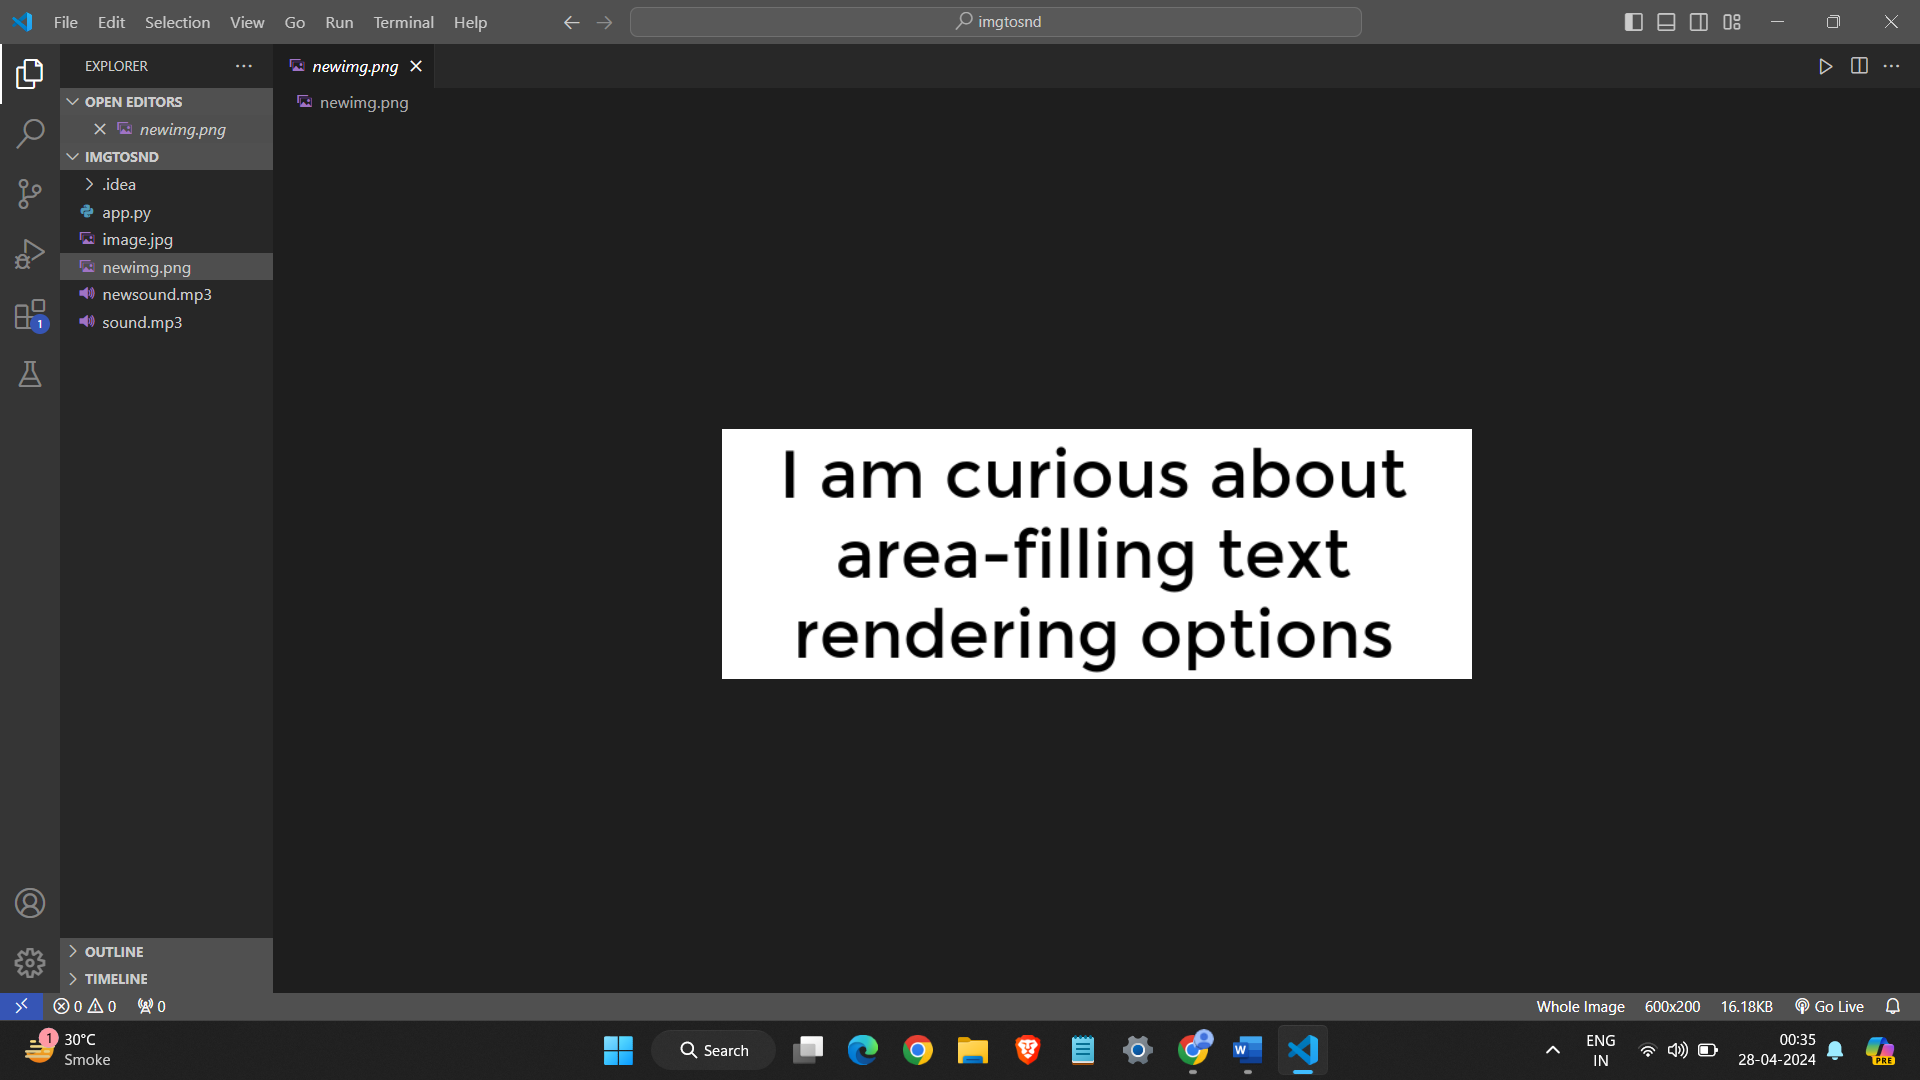 File Edit Selection View Go Run Terminal Help
imgtosnd
EXPLORER
newimg.png
OPEN EDITORS
newimg.png
newimg.png
IMGTOSND
.idea
app.py
image.jpg
newimg.png
newsound.mp3
sound.mp3
1
I am curious about
area-filling text
rendering options
OUTLINE
TIMELINE
0 0 0
Whole Image 600x200 16.18KB Go Live
1
30°C
Smoke
Search
W
ENG
IN
00:35
28-04-2024
PRE